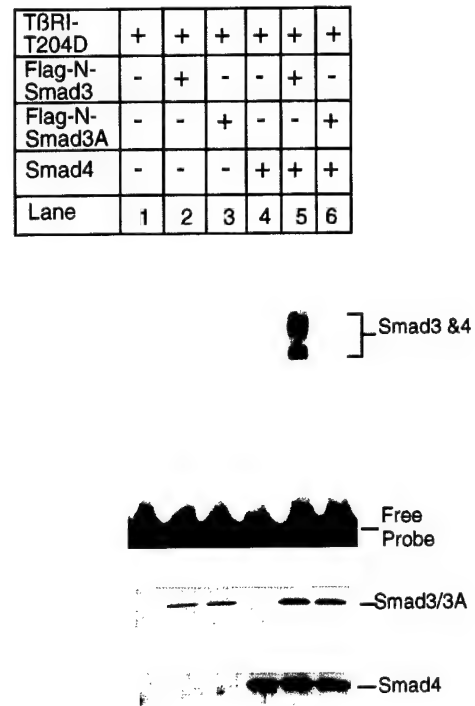 TβRI-
T204D + + + + + +
Flag-N-
Smad3 - + - - + -
Flag-N-
Smad3A - - + - - +
Smad4 - - - + + +
Lane 1 2 3 4 5 6
Smad3 &4
Free
Probe
Smad3/3A
Smad4